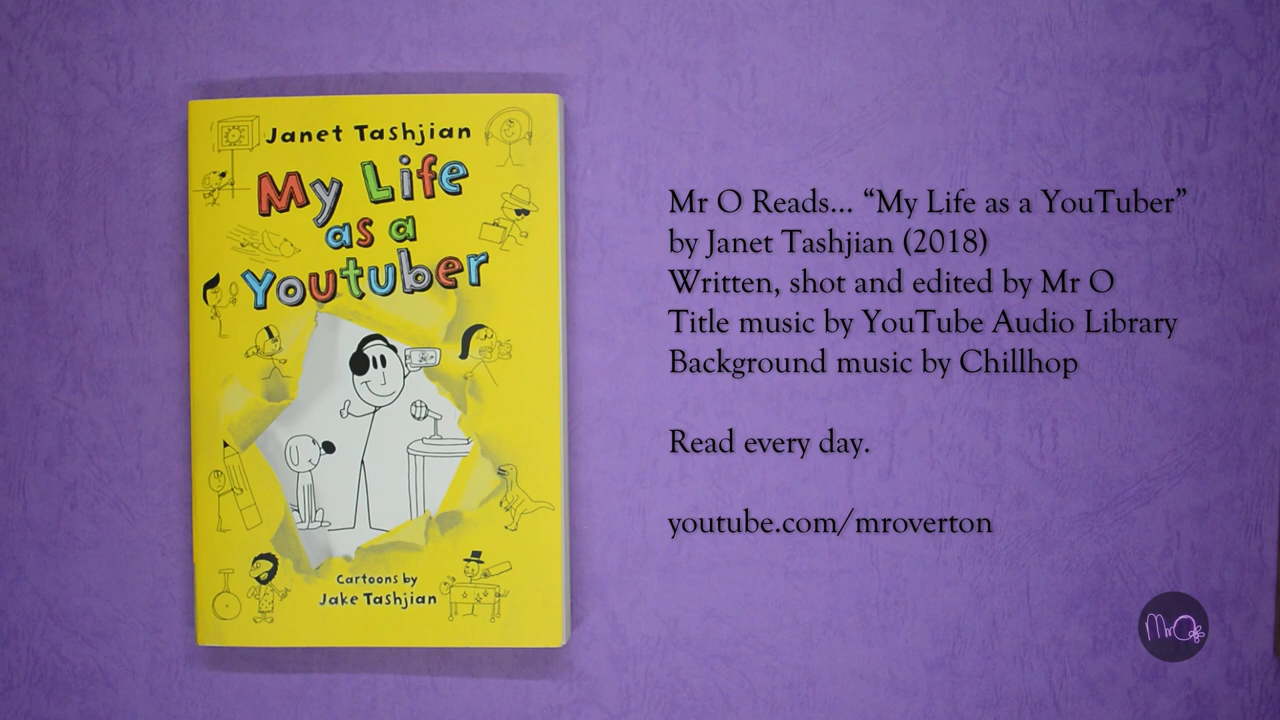 Janet Tashjian
My Life
as a
Youtuber
Cartoons by
Jake Tashjian
Mr O Reads... “My Life as a YouTuber”
by Janet Tashjian (2018)
Written, shot and edited by Mr O
Title music by YouTube Audio Library
Background music by Chillhop
Read every day.
youtube.com/mroverton
MrO